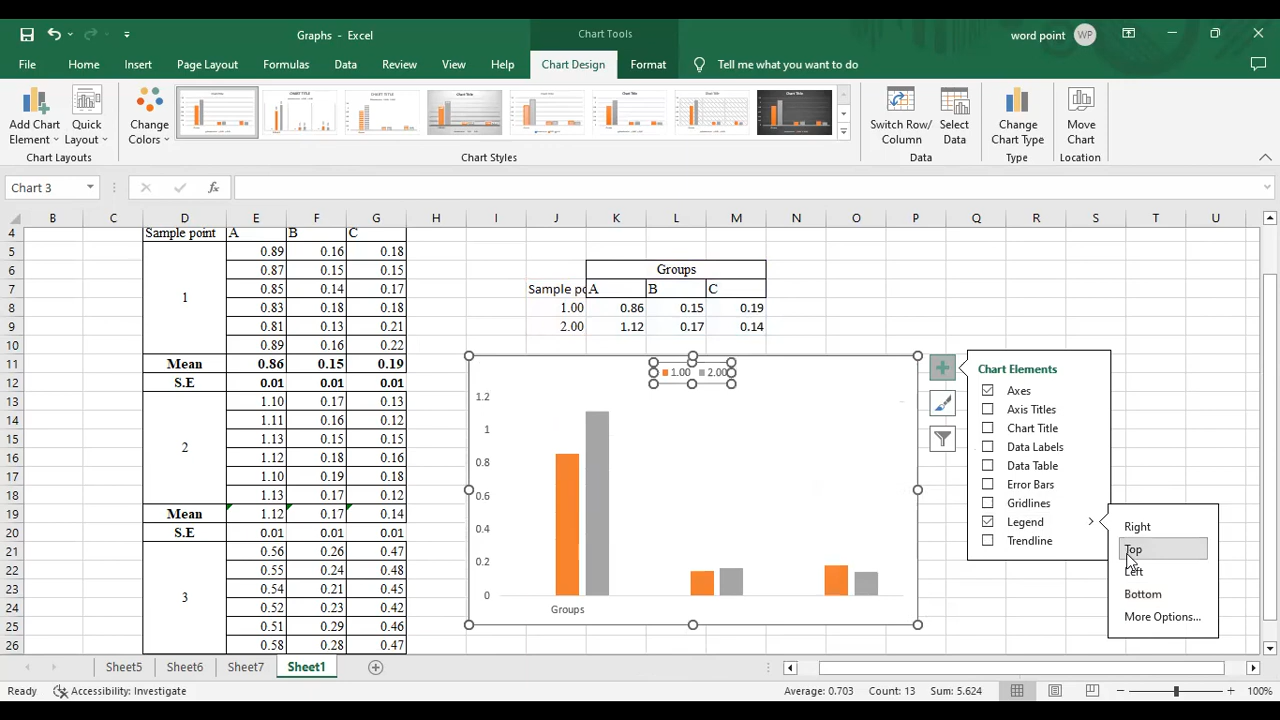 Graphs - Excel
Chart Tools
word point
WP
File
Home
Insert
Page Layout
Formulas
Data
Review
View
Help
Chart Design
Format
Tell me what you want to do
Add Chart
Element
Quick
Layout
Change
Colors
Switch Row/
Column
Select
Data
Change
Chart Type
Move
Chart
Chart Layouts
Chart Styles
Data
Type
Location
Chart 3
fx
B C D E F G H I J K L M N O P Q R S T U
4 Sample point A B C
5 0.89 0.16 0.18
6 0.87 0.15 0.15 Groups
7 0.85 0.14 0.17 Sample po A B C
1
8 0.83 0.18 0.18 1.00 0.86 0.15 0.19
9 0.81 0.13 0.21 2.00 1.12 0.17 0.14
10 0.89 0.16 0.22
11 Mean 0.86 0.15 0.19
12 S.E 0.01 0.01 0.01
13 1.10 0.17 0.13
14 1.11 0.16 0.12
15 1.13 0.15 0.15
2
16 1.12 0.18 0.16
17 1.10 0.19 0.18
18 1.13 0.17 0.12
19 Mean 1.12 0.17 0.14
20 S.E 0.01 0.01 0.01
21 0.56 0.26 0.47
22 0.55 0.24 0.48
23 0.54 0.21 0.45
3
24 0.52 0.23 0.42
25 0.51 0.29 0.46
26 0.58 0.28 0.47
1.00 2.00
1.2
1
0.8
0.6
0.4
0.2
0
Groups
Chart Elements
Axes
Axis Titles
Chart Title
Data Labels
Data Table
Error Bars
Gridlines
Legend
Trendline
Right
Top
Left
Bottom
More Options...
Sheet5
Sheet6
Sheet7
Sheet1
Ready
Accessibility: Investigate
Average: 0.703
Count: 13
Sum: 5.624
100%